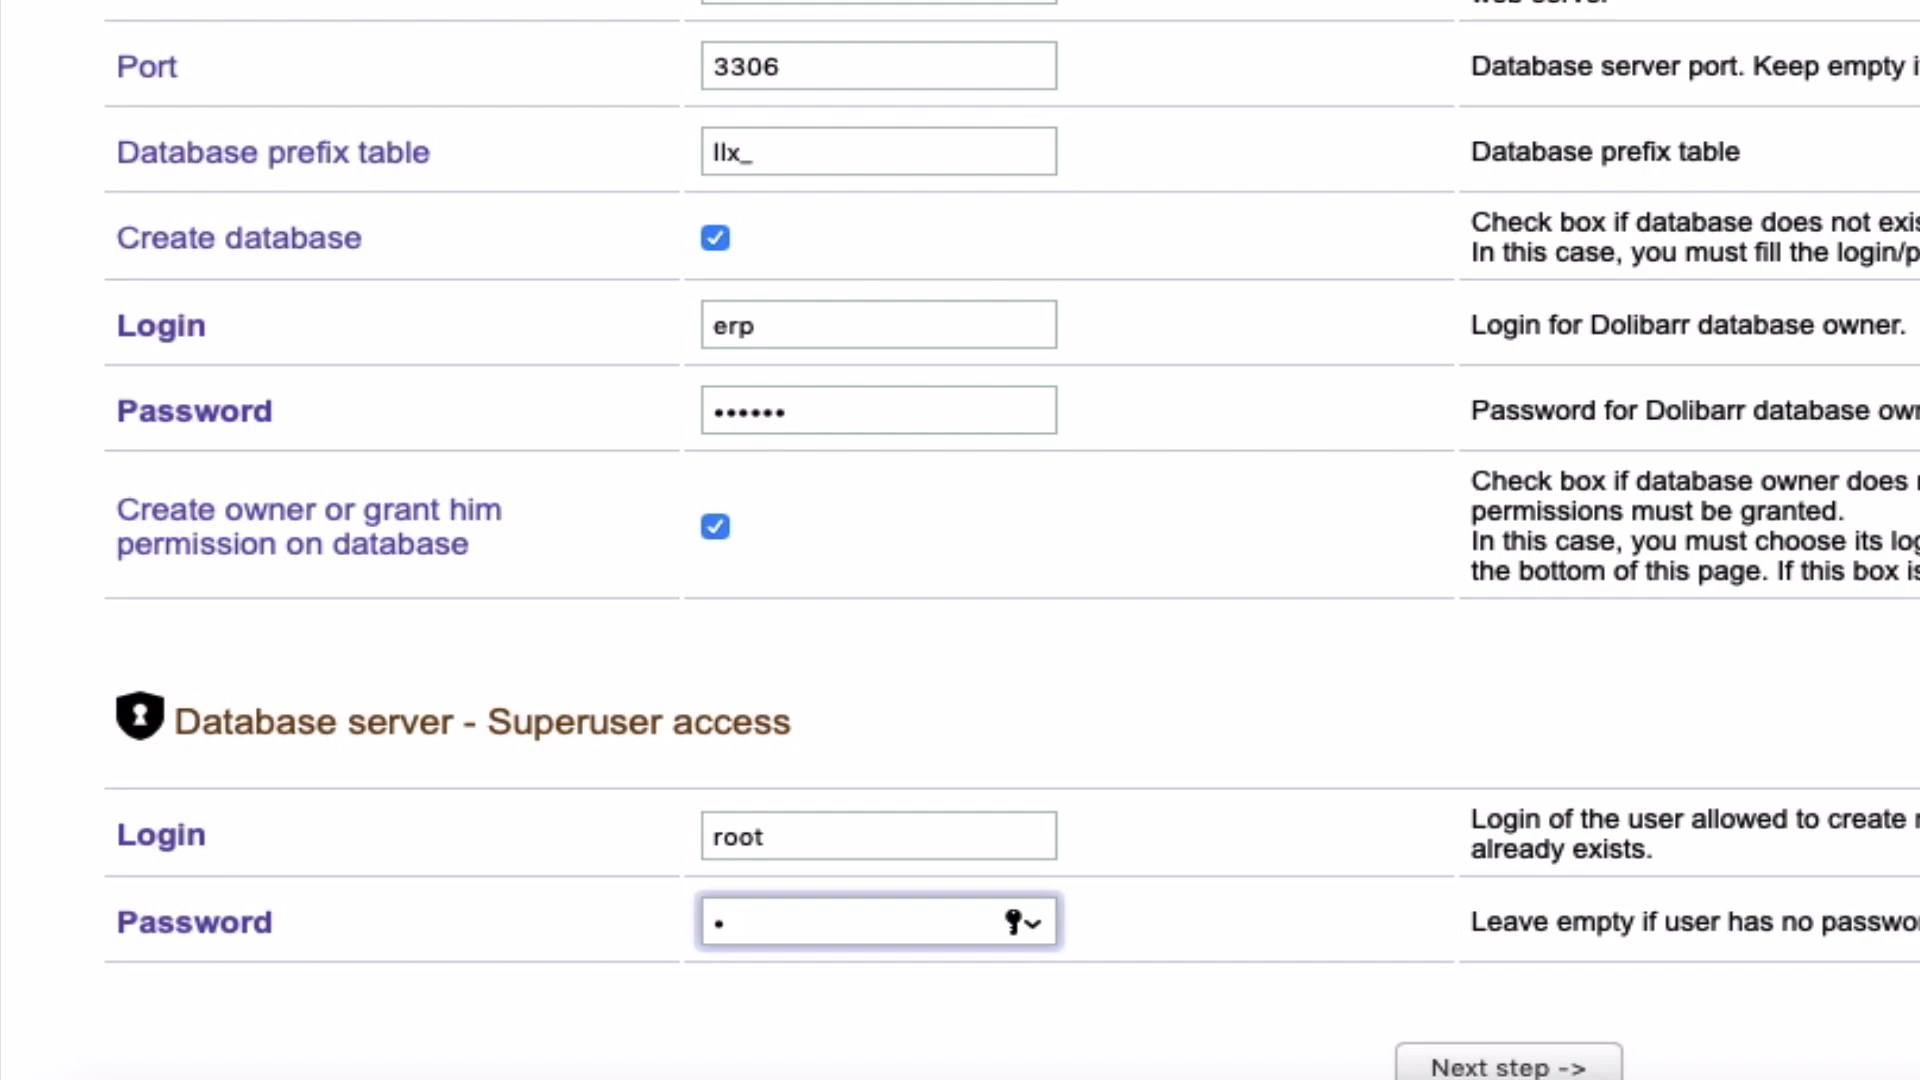 Port
3306
Database server port. Keep empty
Database prefix table
llx_
Database prefix table
Create database
Check box if database does not
In this case, you must fill the
Login
erp
Login for Dolibarr database owner.
Password
••••••
Password for Dolibarr database
Create owner or grant him
permission on database
Check box if database owner does
permissions must be granted.
In this case, you must choose its
the bottom of this page. If this box
Database server - Superuser access
Login
root
Login of the user allowed to create
already exists.
Password
•
Leave empty if user has no
Next step ->